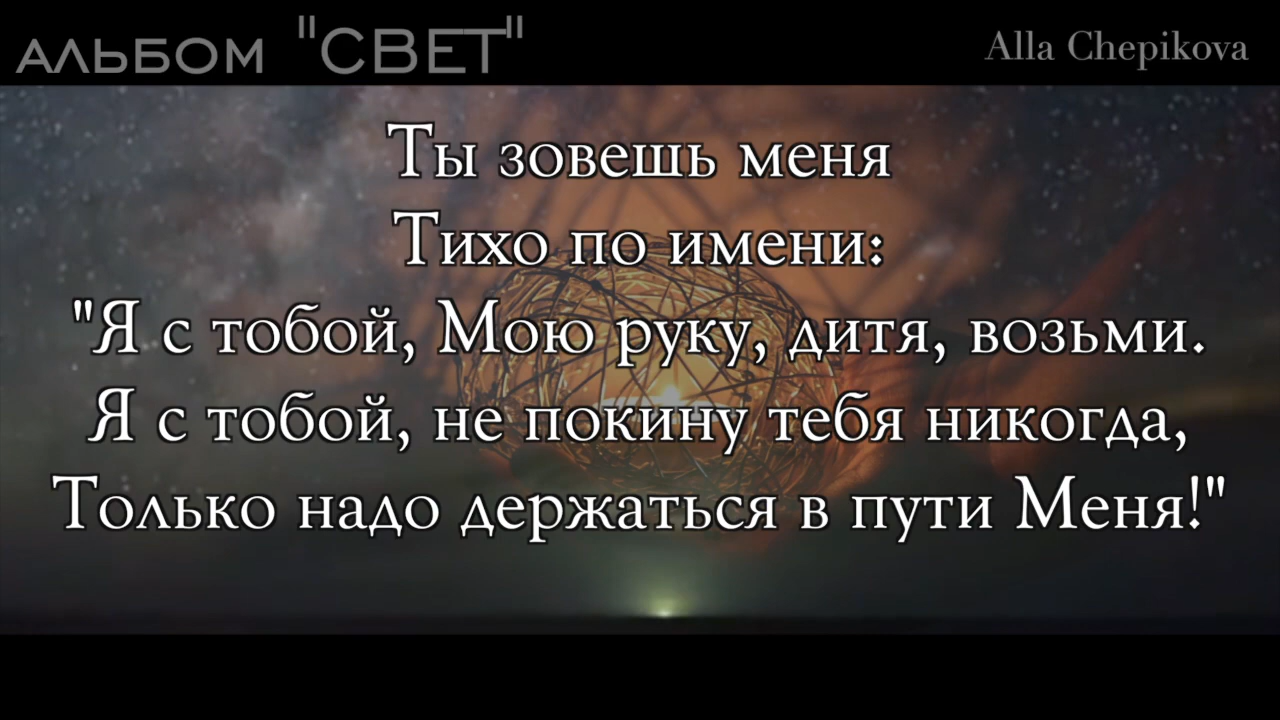 АЛЬБОМ "СВЕТ"
Alla Chepikova
Ты зовешь меня
Тихо по имени:
"Я с тобой, Мою руку, дитя, возьми.
Я с тобой, не покину тебя никогда,
Только надо держаться в пути Меня!"